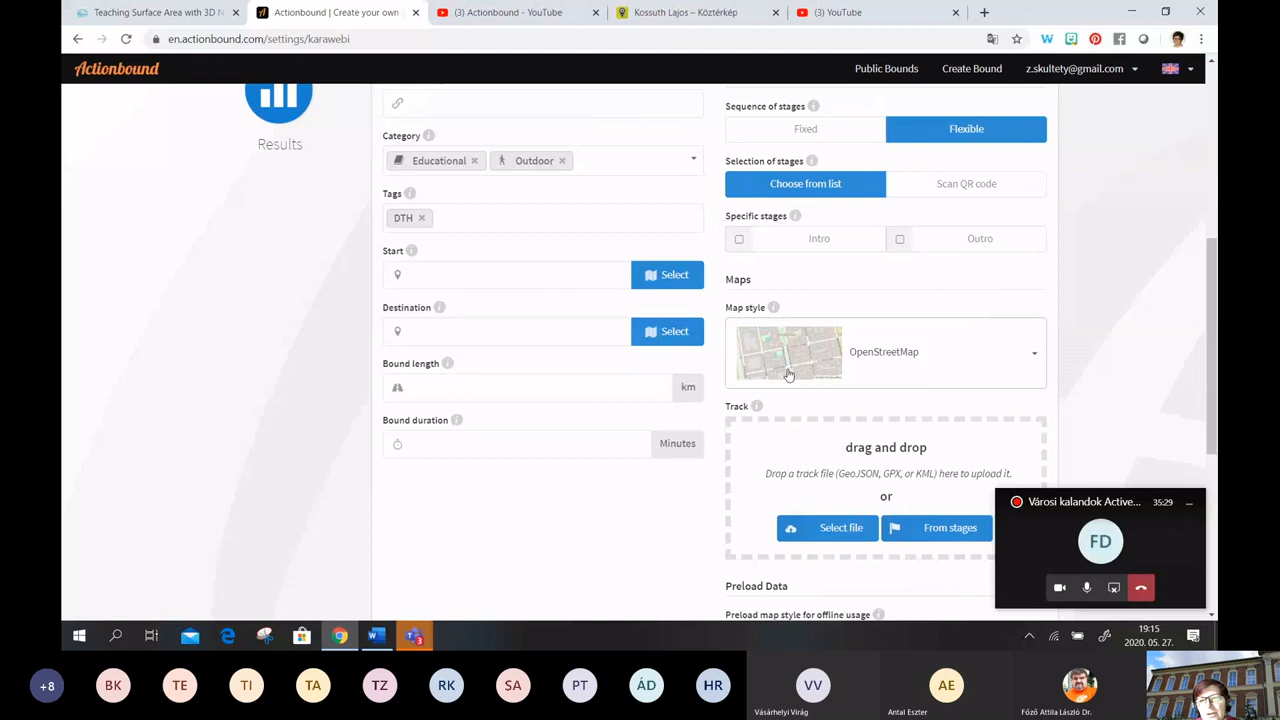 Teaching Surface Area with 3D N
Actionbound | Create your own
(3) Actionbound - YouTube
Kossuth Lajos – Köztérkép
(3) YouTube
en.actionbound.com/settings/karawebi
Actionbound
Public Bounds
Create Bound
z.skultety@gmail.com
Results
Category
Educational
Outdoor
Tags
DTH
Start
Select
Destination
Select
Bound length
km
Bound duration
Minutes
Sequence of stages
Fixed
Flexible
Selection of stages
Choose from list
Scan QR code
Specific stages
Intro
Outro
Maps
Map style
OpenStreetMap
Track
drag and drop
Drop a track file (GeoJSON, GPX, or KML) here to upload it.
or
Select file
From stages
Preload Data
Preload map style for offline usage
Városi kalandok Active...
35:29
FD
19:15
2020. 05. 27.
+8
BK
TE
TI
TA
TZ
RK
SA
PT
ÁD
HR
VV
Vásárhelyi Virág
AE
Antal Eszter
Főző Attila László Dr.